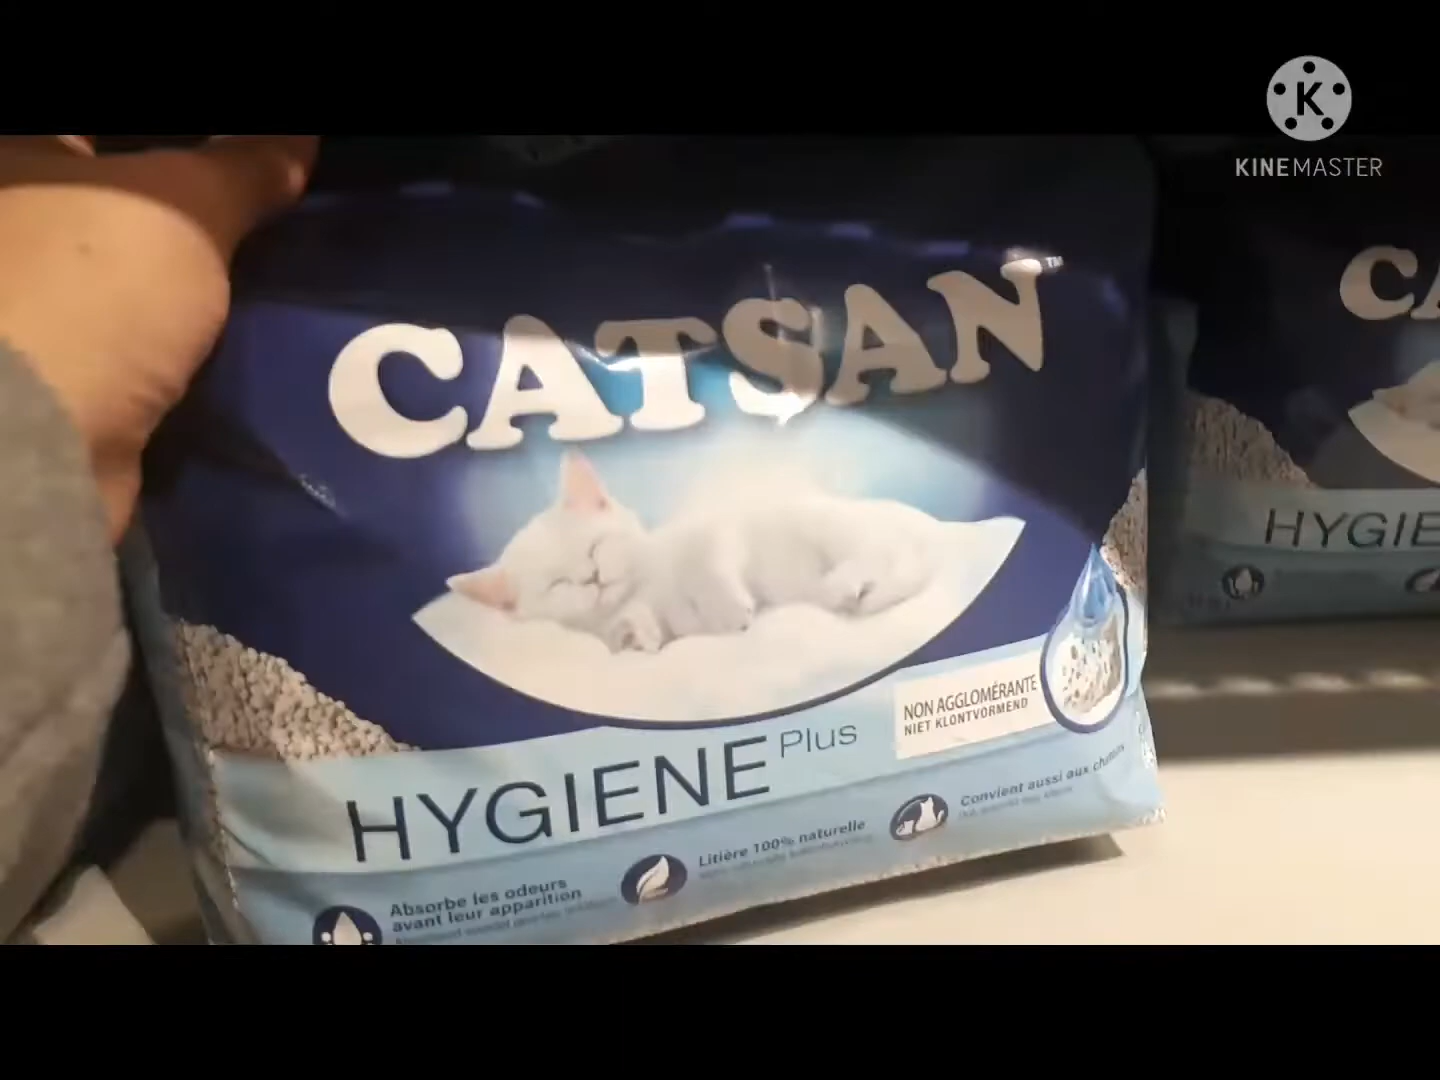 KINEMASTER
CATSAN™
CA
HYGIENE Plus
HYGIE
NON AGGLOMÉRANTE
NIET KLONTVORMEND
Absorbe les odeurs
avant leur apparition
Litière 100% naturelle
Convient aussi aux chatons